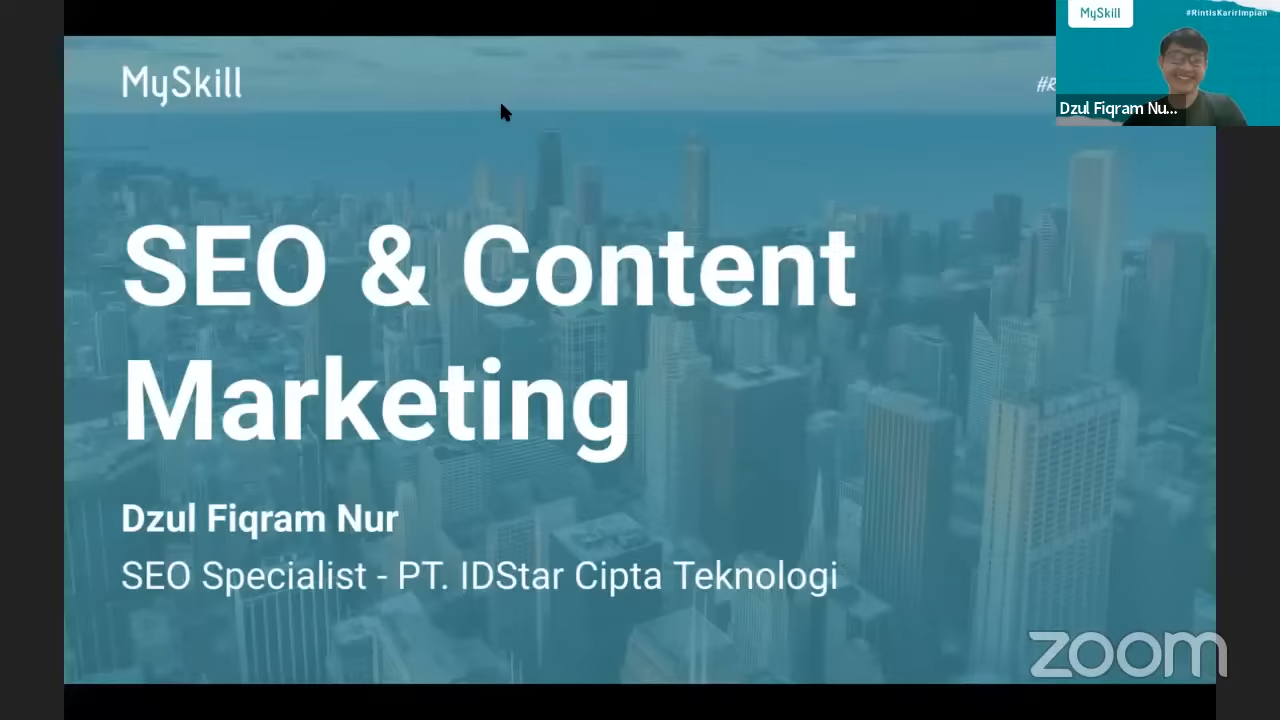 MySkill
#R
MySkill
#RintisKarirImpian
Dzul Fiqram Nu...
SEO & Content
Marketing
Dzul Fiqram Nur
SEO Specialist - PT. IDStar Cipta Teknologi
zoom